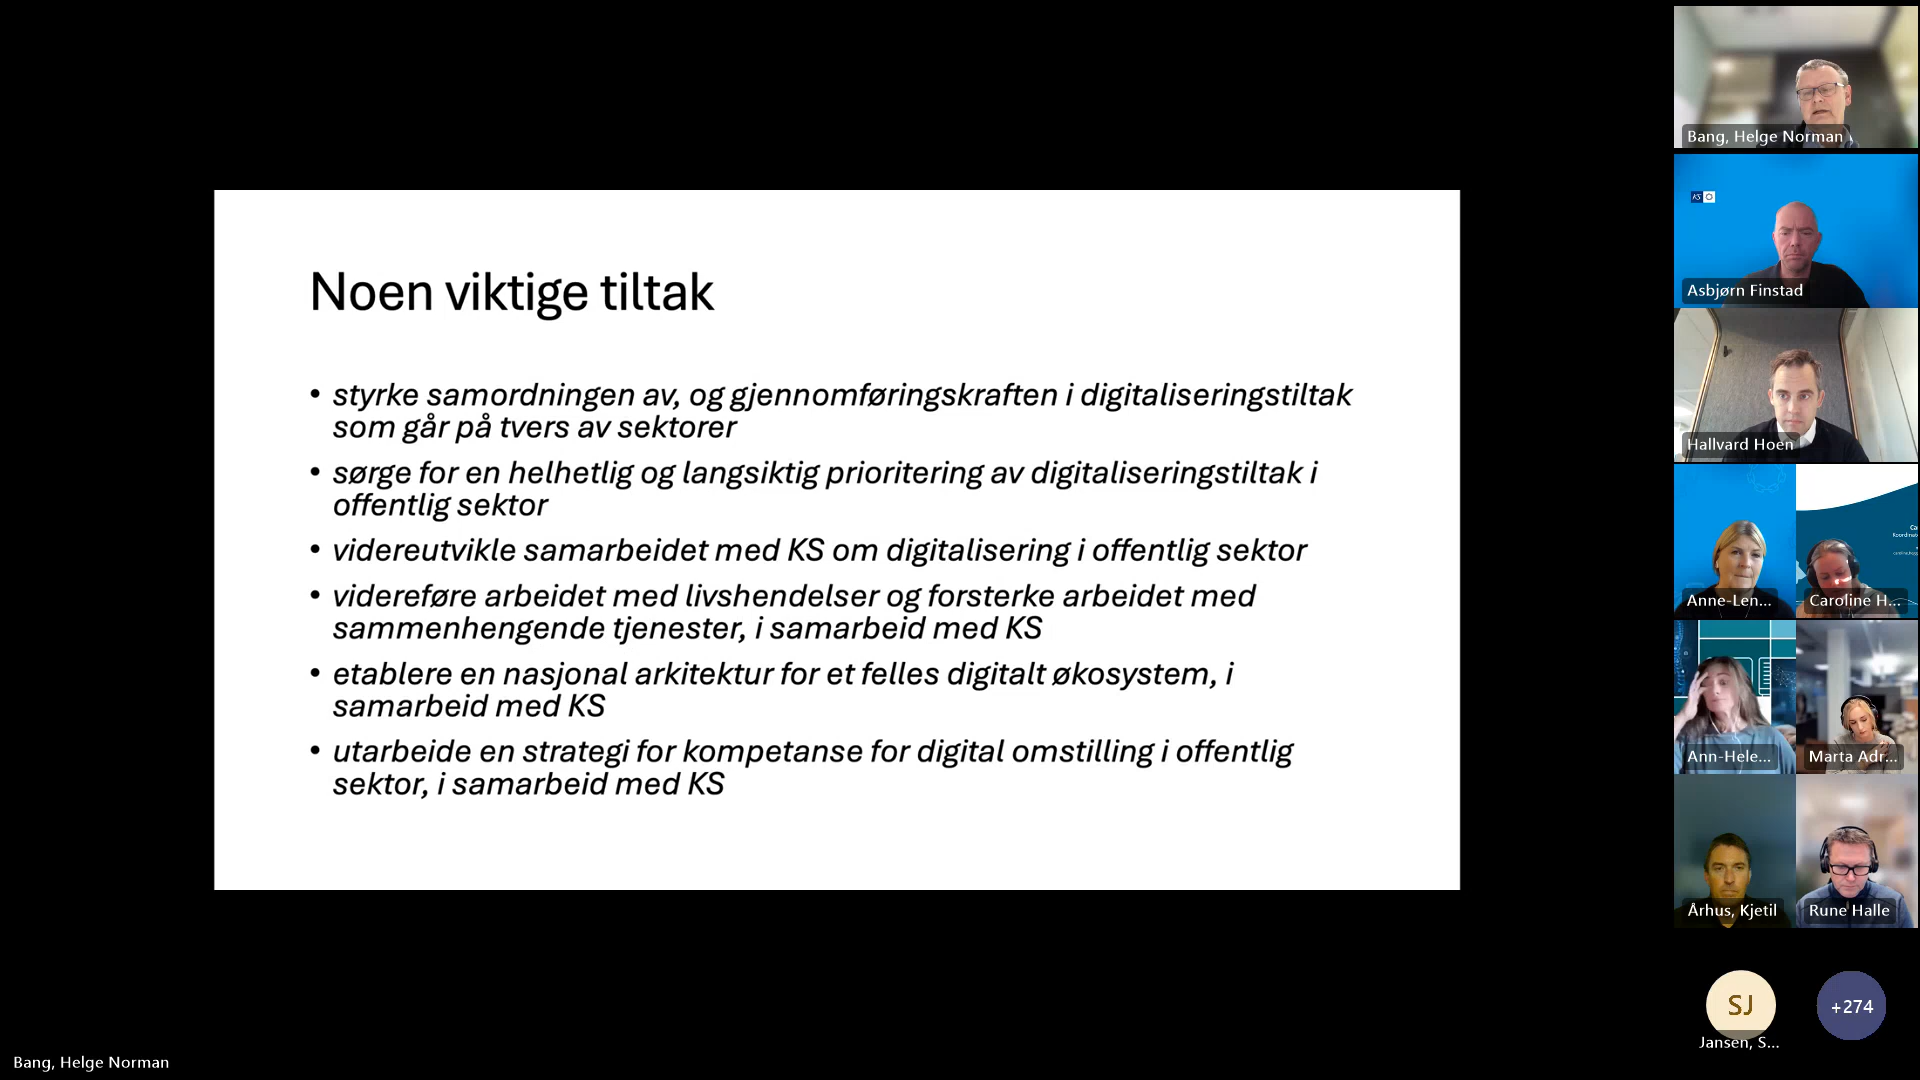 Noen viktige tiltak
• styrke samordningen av, og gjennomføringskraften i digitaliseringstiltak
som går på tvers av sektorer
• sørge for en helhetlig og langsiktig prioritering av digitaliseringstiltak i
offentlig sektor
• videreutvikle samarbeidet med KS om digitalisering i offentlig sektor
• videreføre arbeidet med livshendelser og forsterke arbeidet med
sammenhengende tjenester, i samarbeid med KS
• etablere en nasjonal arkitektur for et felles digitalt økosystem, i
samarbeid med KS
• utarbeide en strategi for kompetanse for digital omstilling i offentlig
sektor, i samarbeid med KS
Bang, Helge Norman
Bang, Helge Norman
KS
Asbjørn Finstad
Hallvard Hoen
Anne-Len...
Caroline H...
Ann-Hele...
Marta Adr...
Århus, Kjetil
Rune Halle
SJ
+274
Jansen, S...